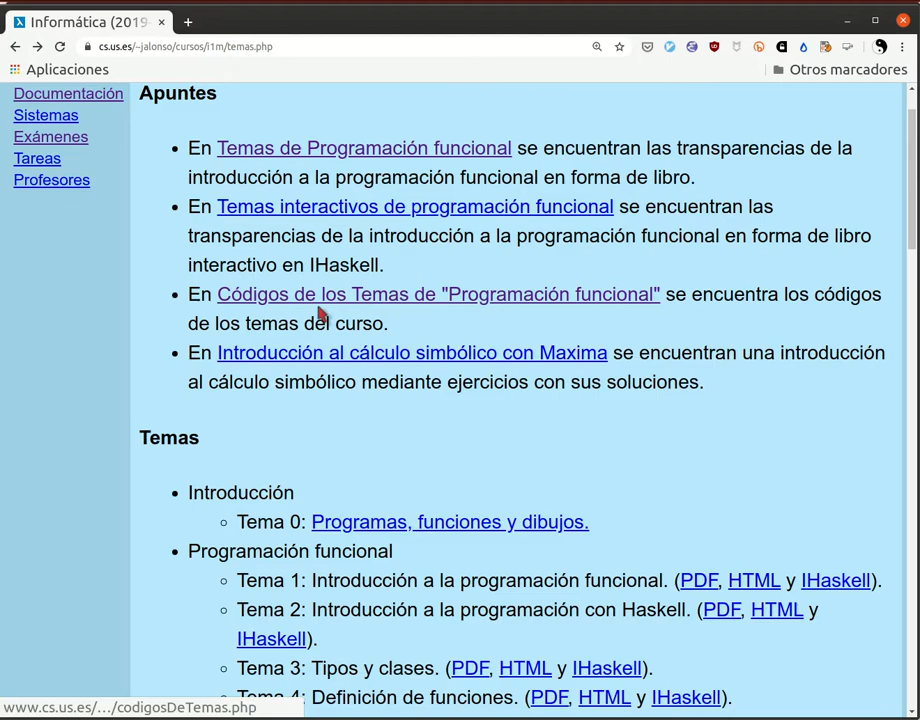 Informática (2019-
cs.us.es/~jalonso/cursos/i1m/temas.php
Aplicaciones
Otros marcadores
Documentación
Sistemas
Exámenes
Tareas
Profesores
Apuntes
En Temas de Programación funcional se encuentran las transparencias de la
introducción a la programación funcional en forma de libro.
En Temas interactivos de programación funcional se encuentran las
transparencias de la introducción a la programación funcional en forma de libro
interactivo en IHaskell.
En Códigos de los Temas de "Programación funcional" se encuentra los códigos
de los temas del curso.
En Introducción al cálculo simbólico con Maxima se encuentran una introducción
al cálculo simbólico mediante ejercicios con sus soluciones.
Temas
Introducción
Tema 0: Programas, funciones y dibujos.
Programación funcional
Tema 1: Introducción a la programación funcional. (PDF, HTML y IHaskell).
Tema 2: Introducción a la programación con Haskell. (PDF, HTML y
IHaskell).
Tema 3: Tipos y clases. (PDF, HTML y IHaskell).
Tema 4: Definición de funciones. (PDF, HTML y IHaskell).
www.cs.us.es/.../codigosDeTemas.php